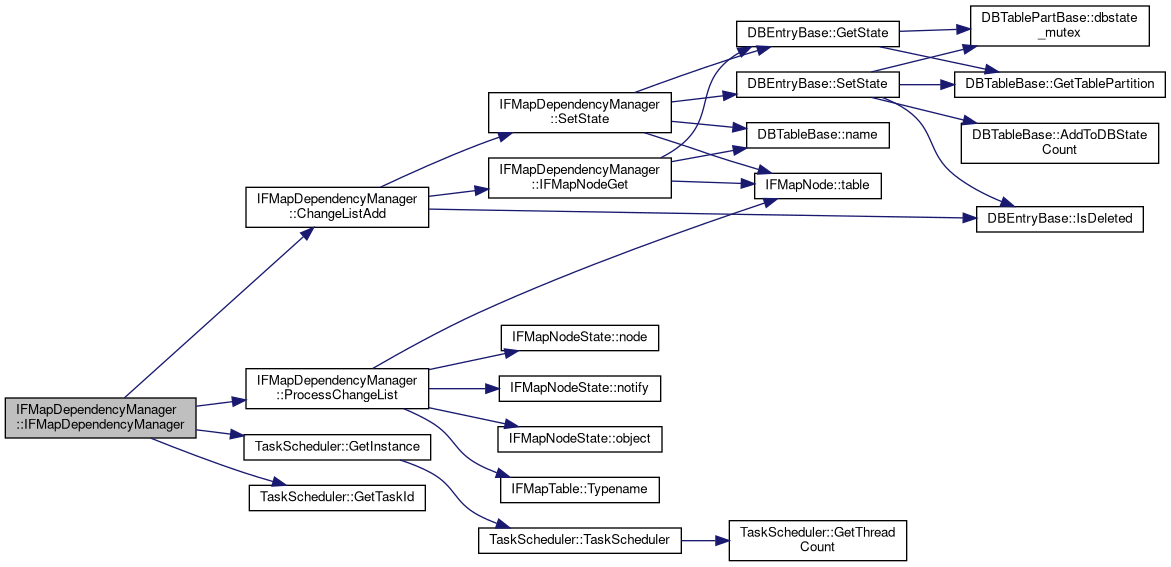 DBEntryBase::GetState
DBTablePartBase::dbstate
_mutex
DBEntryBase::SetState
DBTableBase::GetTablePartition
IFMapDependencyManager
::SetState
DBTableBase::name
DBTableBase::AddToDBState
Count
IFMapDependencyManager
::IFMapNodeGet
IFMapNode::table
IFMapDependencyManager
::ChangeListAdd
DBEntryBase::IsDeleted
IFMapNodeState::node
IFMapDependencyManager
::ProcessChangeList
IFMapNodeState::notify
IFMapDependencyManager
::IFMapDependencyManager
IFMapNodeState::object
TaskScheduler::GetInstance
IFMapTable::Typename
TaskScheduler::GetTaskId
TaskScheduler::TaskScheduler
TaskScheduler::GetThread
Count